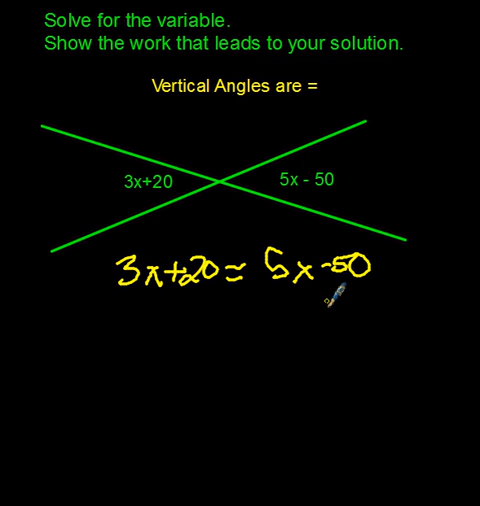 Solve for the variable.
Show the work that leads to your solution.
Vertical Angles are =
3x+20
5x - 50
3x+20= 5x-50